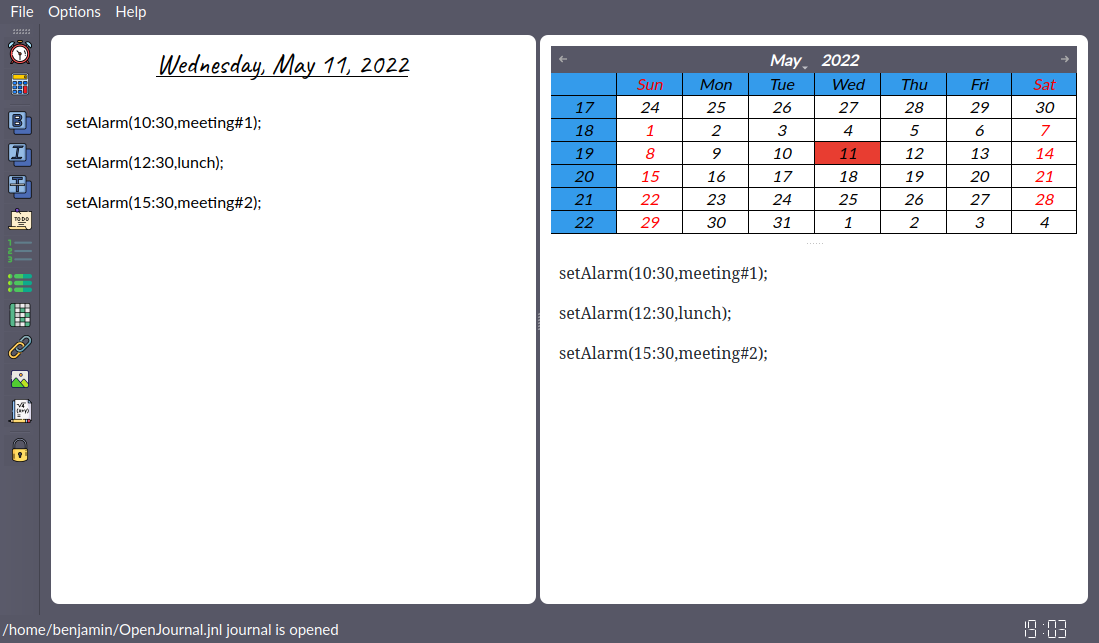 File Options Help
Wednesday, May 11, 2022
setAlarm(10:30,meeting#1);
setAlarm(12:30,lunch);
setAlarm(15:30,meeting#2);
May 2022
Sun Mon Tue Wed Thu Fri Sat
17 24 25 26 27 28 29 30
18 1 2 3 4 5 6 7
19 8 9 10 11 12 13 14
20 15 16 17 18 19 20 21
21 22 23 24 25 26 27 28
22 29 30 31 1 2 3 4
setAlarm(10:30,meeting#1);
setAlarm(12:30,lunch);
setAlarm(15:30,meeting#2);
B
I
T
TO DO
1
2
3
/home/benjamin/OpenJournal.jnl journal is opened
19:03